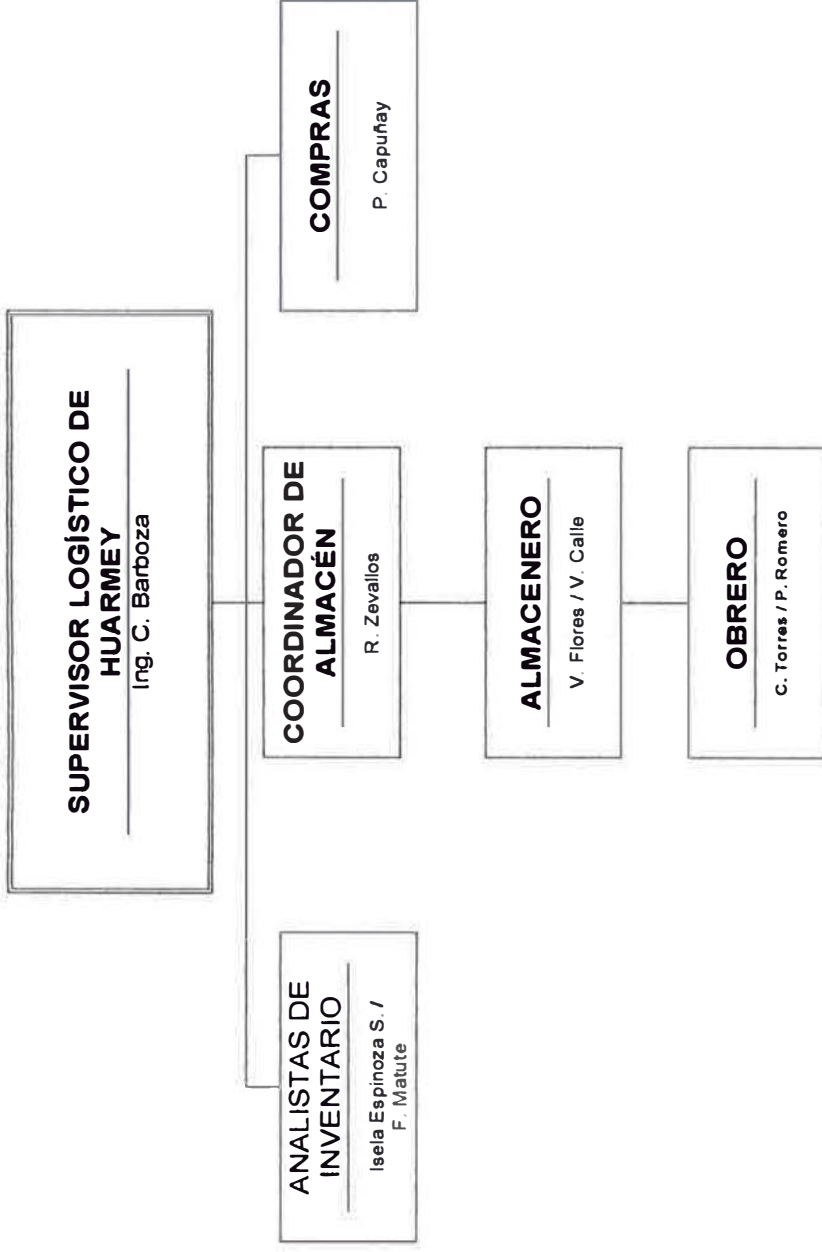 SUPERVISOR LOGÍSTICO DE
HUARMEY
Ing. C. Barboza
ANALISTAS DE
INVENTARIO
Isela Espinoza S. /
F. Matute
COORDINADOR DE
ALMACÉN
R. Zevallos
COMPRAS
P. Capuñay
ALMACENERO
V. Flores / V. Calle
OBRERO
C. Torres / P. Romero